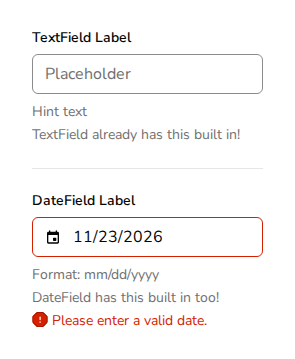 TextField Label
Placeholder
Hint text
TextField already has this built in!
DateField Label
11/23/2026
Format: mm/dd/yyyy
DateField has this built in too!
Please enter a valid date.